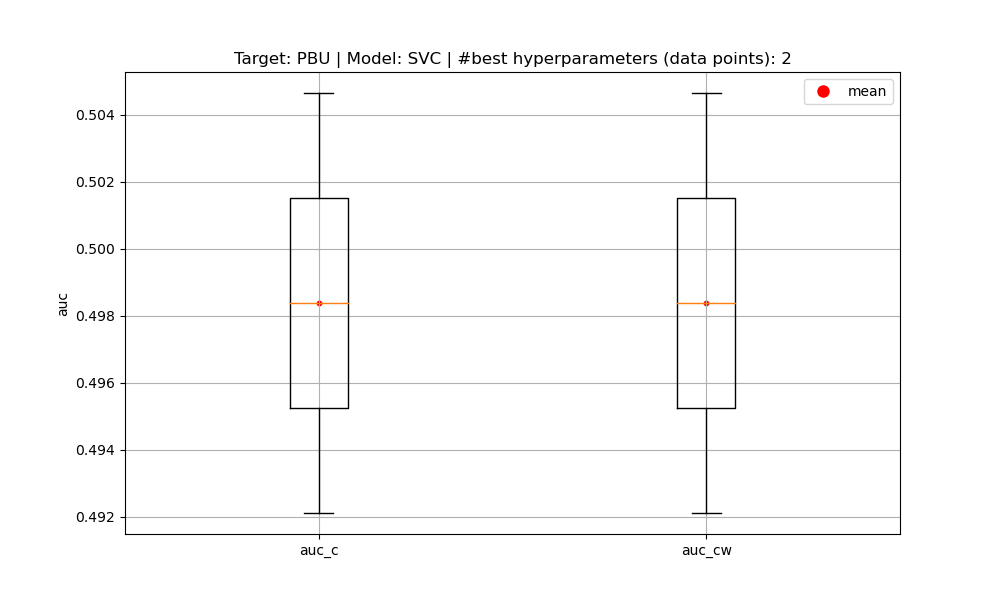 Target: PBU | Model: SVC | #best hyperparameters (data points): 2
mean
0.504
0.502
0.500
0.498
0.496
0.494
0.492
auc
auc_c
auc_cw